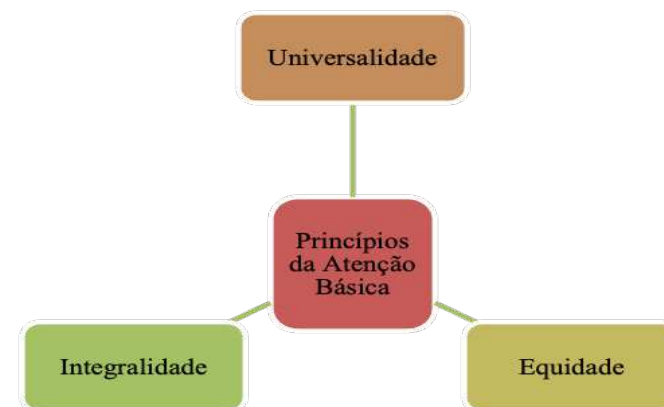 Universalidade
Princípios
da Atenção
Básica
Integralidade
Equidade